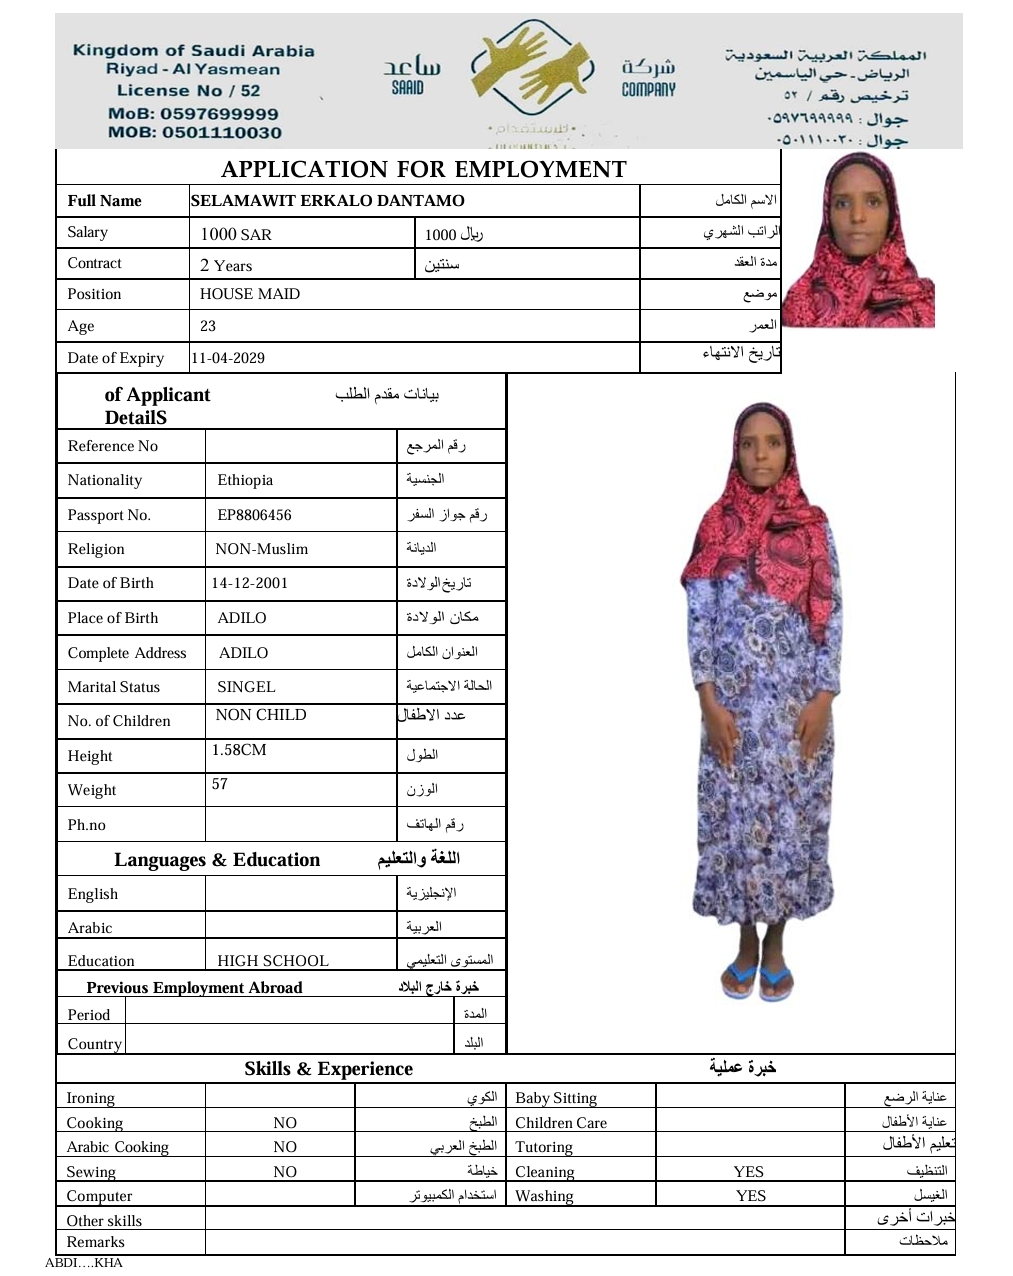 Kingdom of Saudi Arabia
Riyad - Al Yasmean
License No / 52
MoB: 0597699999
MOB: 0501110030
ساعد
SAAID
شركة
COMPANY
للاستقدام
المملكة العربية السعودية
الرياض - حي الياسمين
ترخيص رقم / ٥٢
جوال : ٠٥٩٧٦٩٩٩٩٩
جوال : ٠٥٠١١١٠٠٣٠
APPLICATION FOR EMPLOYMENT
Full Name SELAMAWIT ERKALO DANTAMO الاسم الكامل
Salary 1000 SAR 1000 ريال الراتب الشهري
Contract 2 Years سنتين مدة العقد
Position HOUSE MAID موضع
Age 23 العمر
Date of Expiry 11-04-2029 تاريخ الانتهاء
of Applicant بيانات مقدم الطلب
DetailS
Reference No رقم المرجع
Nationality Ethiopia الجنسية
Passport No. EP8806456 رقم جواز السفر
Religion NON-Muslim الديانة
Date of Birth 14-12-2001 تاريخ الولادة
Place of Birth ADILO مكان الولادة
Complete Address ADILO العنوان الكامل
Marital Status SINGEL الحالة الاجتماعية
No. of Children NON CHILD عدد الاطفال
Height 1.58CM الطول
Weight 57 الوزن
Ph.no رقم الهاتف
Languages & Education اللغة والتعليم
English الإنجليزية
Arabic العربية
Education HIGH SCHOOL المستوى التعليمي
Previous Employment Abroad خبرة خارج البلاد
Period المدة
Country البلد
Skills & Experience خبرة عملية
Ironing الكوي Baby Sitting عناية الرضع
Cooking NO الطبخ Children Care عناية الأطفال
Arabic Cooking NO الطبخ العربي Tutoring تعليم الأطفال
Sewing NO خياطة Cleaning YES التنظيف
Computer استخدام الكمبيوتر Washing YES الغسيل
Other skills خبرات أخرى
Remarks ملاحظات
ABDI….KHA